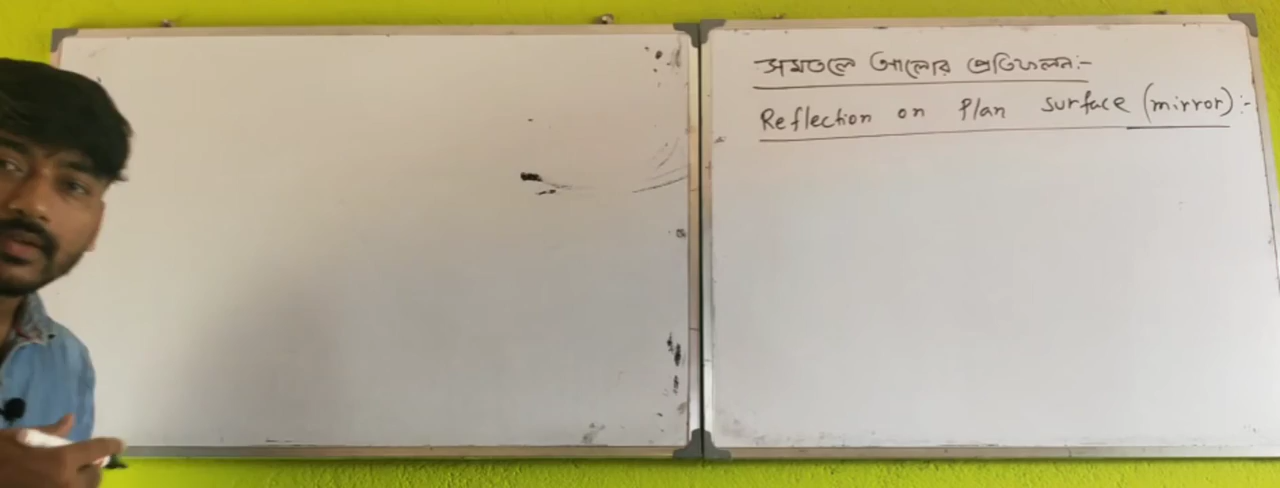 সমতলে আলোর প্রতিফলন:-
Reflection on Plan surface (mirror):-